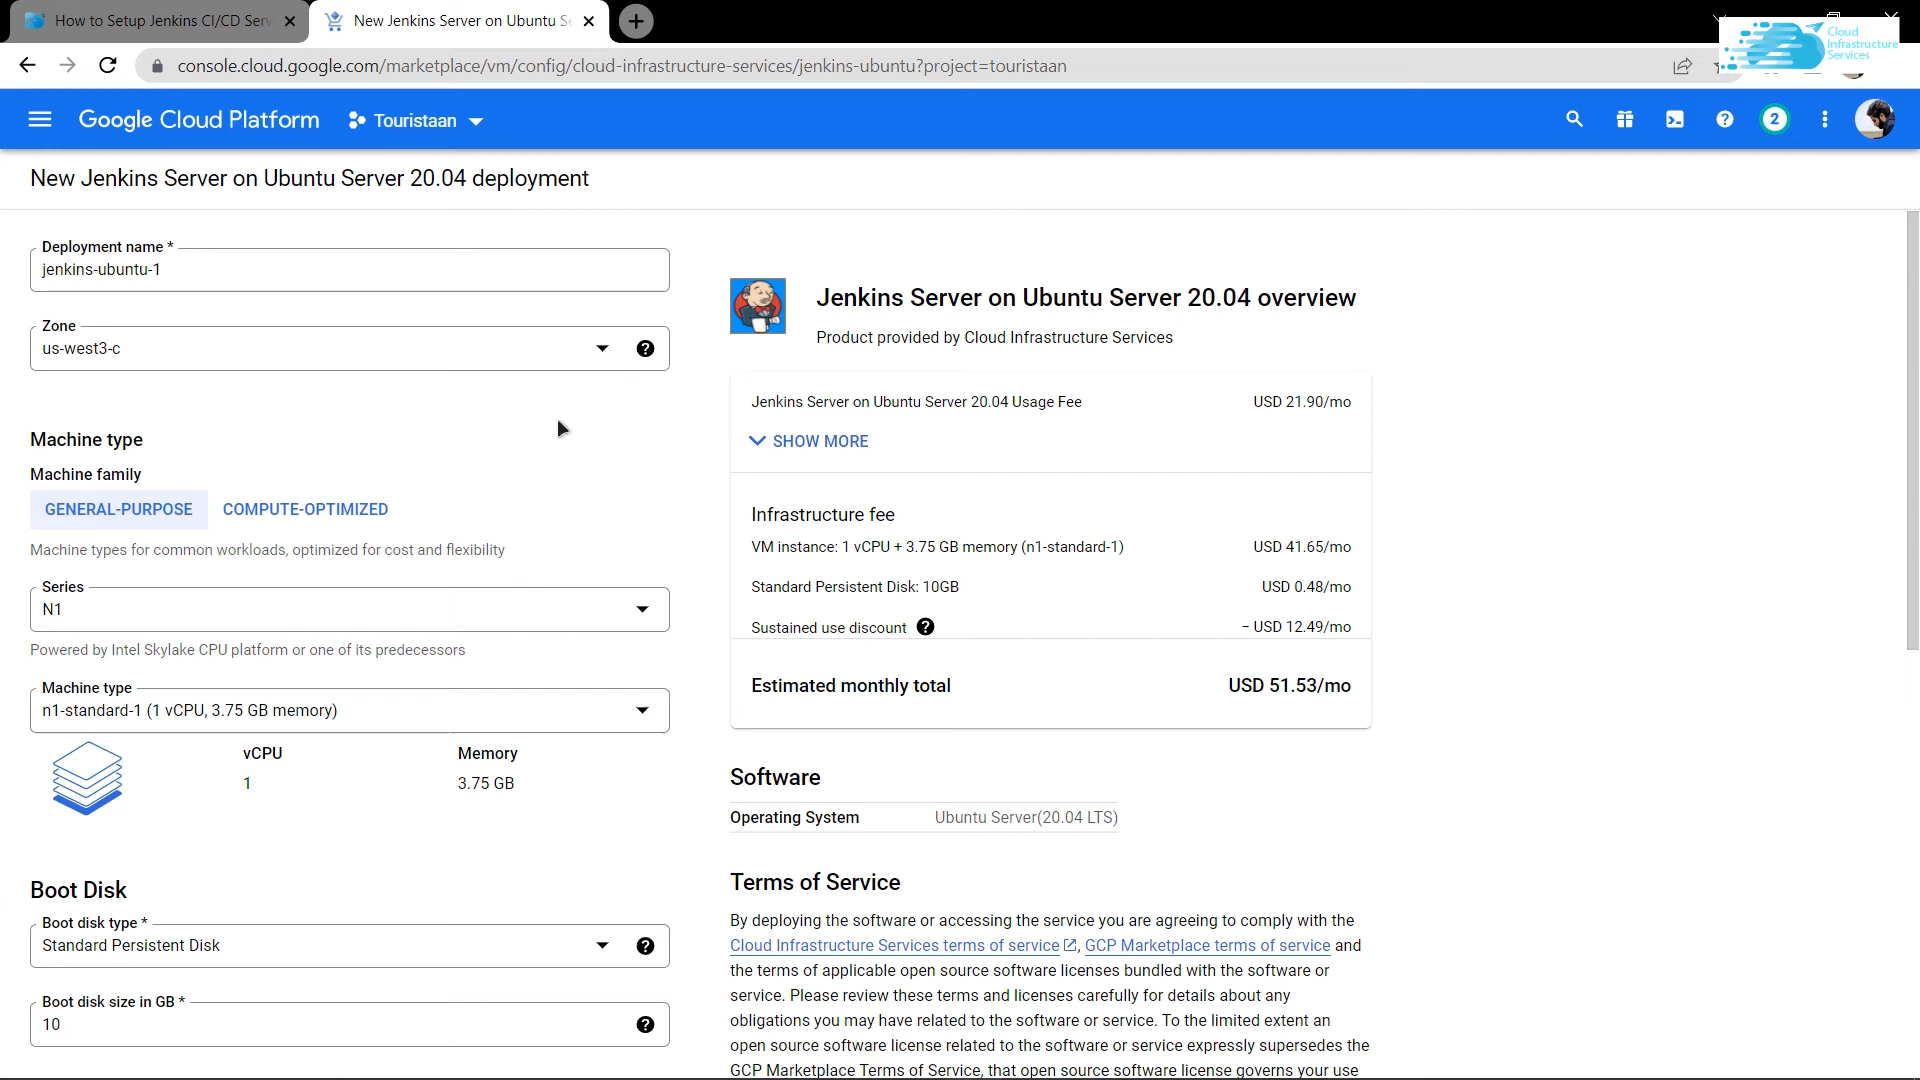 How to Setup Jenkins CI/CD Serv
New Jenkins Server on Ubuntu S
Cloud
Infrastructure
Services
console.cloud.google.com/marketplace/vm/config/cloud-infrastructure-services/jenkins-ubuntu?project=touristaan
Google Cloud Platform
Touristaan
2
New Jenkins Server on Ubuntu Server 20.04 deployment
Deployment name *
jenkins-ubuntu-1
Zone
us-west3-c
Machine type
Machine family
GENERAL-PURPOSE
COMPUTE-OPTIMIZED
Machine types for common workloads, optimized for cost and flexibility
Series
N1
Powered by Intel Skylake CPU platform or one of its predecessors
Machine type
n1-standard-1 (1 vCPU, 3.75 GB memory)
vCPU
Memory
1
3.75 GB
Boot Disk
Boot disk type *
Standard Persistent Disk
Boot disk size in GB *
10
Jenkins Server on Ubuntu Server 20.04 overview
Product provided by Cloud Infrastructure Services
Jenkins Server on Ubuntu Server 20.04 Usage Fee USD 21.90/mo
SHOW MORE
Infrastructure fee
VM instance: 1 vCPU + 3.75 GB memory (n1-standard-1) USD 41.65/mo
Standard Persistent Disk: 10GB USD 0.48/mo
Sustained use discount − USD 12.49/mo
Estimated monthly total USD 51.53/mo
Software
Operating System Ubuntu Server(20.04 LTS)
Terms of Service
By deploying the software or accessing the service you are agreeing to comply with the
Cloud Infrastructure Services terms of service, GCP Marketplace terms of service and
the terms of applicable open source software licenses bundled with the software or
service. Please review these terms and licenses carefully for details about any
obligations you may have related to the software or service. To the limited extent an
open source software license related to the software or service expressly supersedes the
GCP Marketplace Terms of Service, that open source software license governs your use